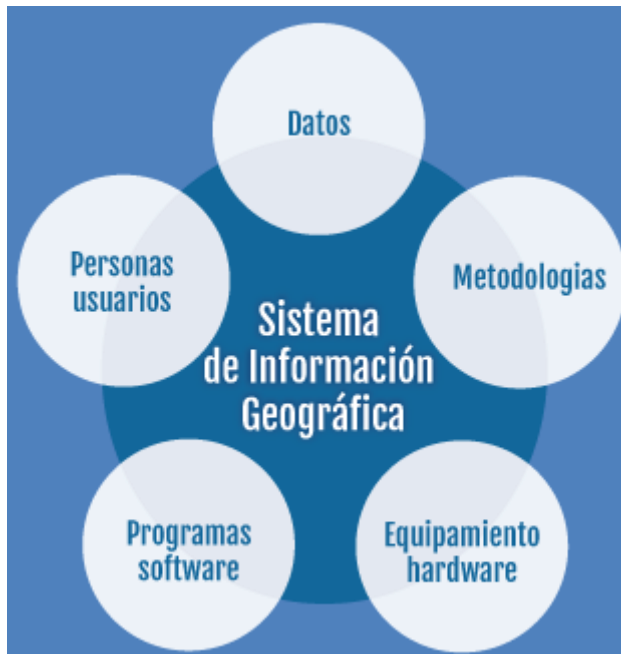 Datos
Personas
usuarios
Metodologias
Sistema
de Información
Geográfica
Programas
software
Equipamiento
hardware